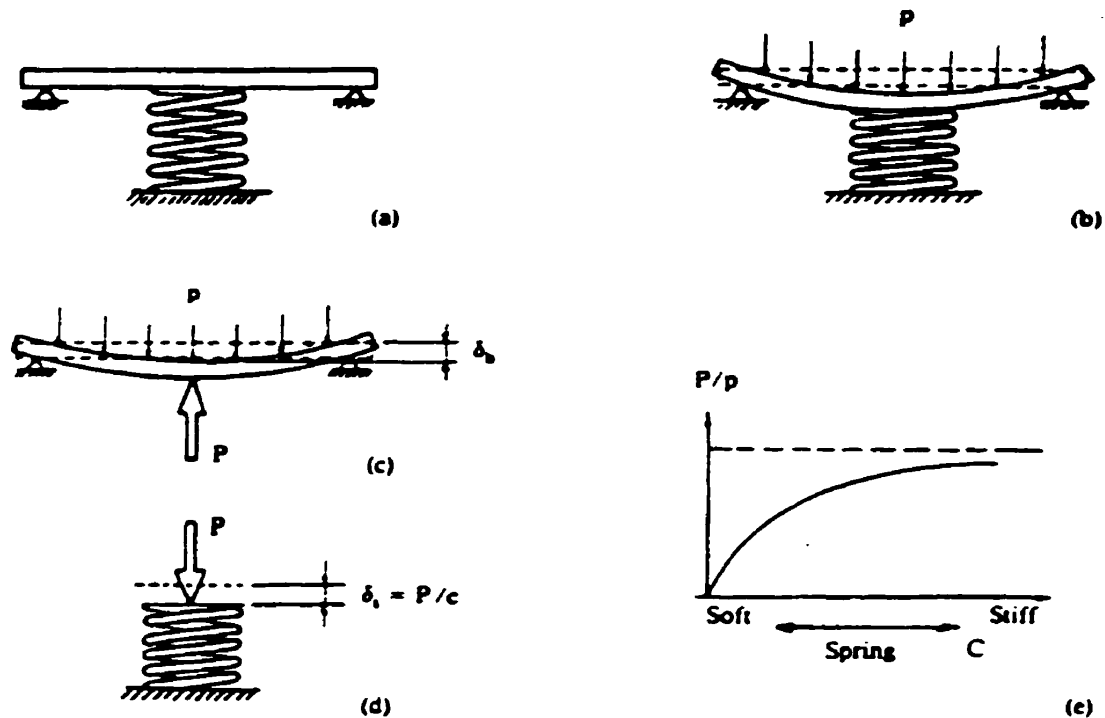 p
(a)
(b)
p
δb
P
(c)
P
δs = P/c
(d)
P/p
Soft
Stiff
Spring
C
(e)